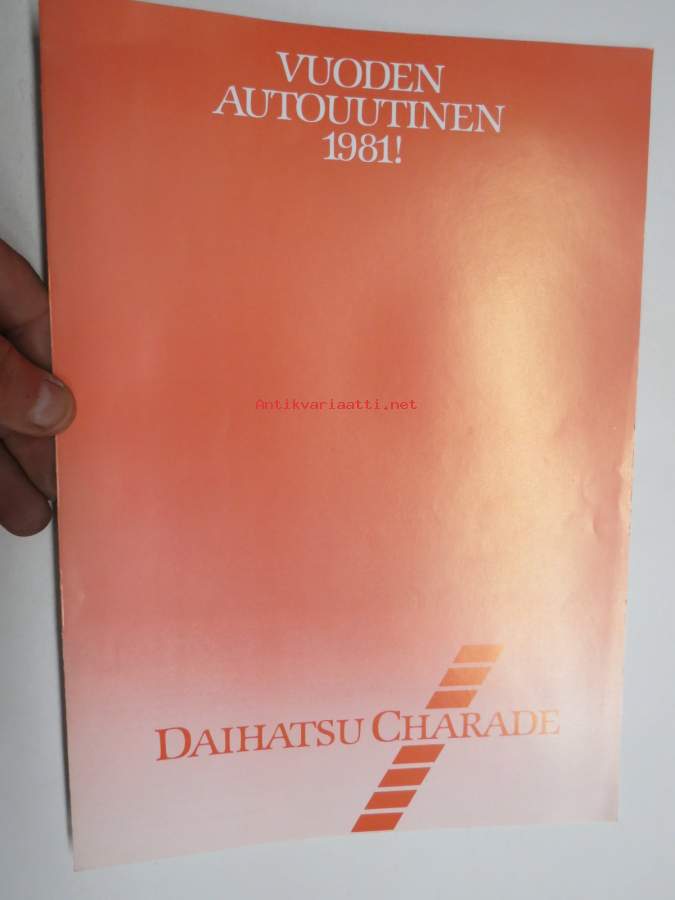 VUODEN
AUTOUUTINEN
1981!
Antikvariaatti.net
DAIHATSU CHARADE